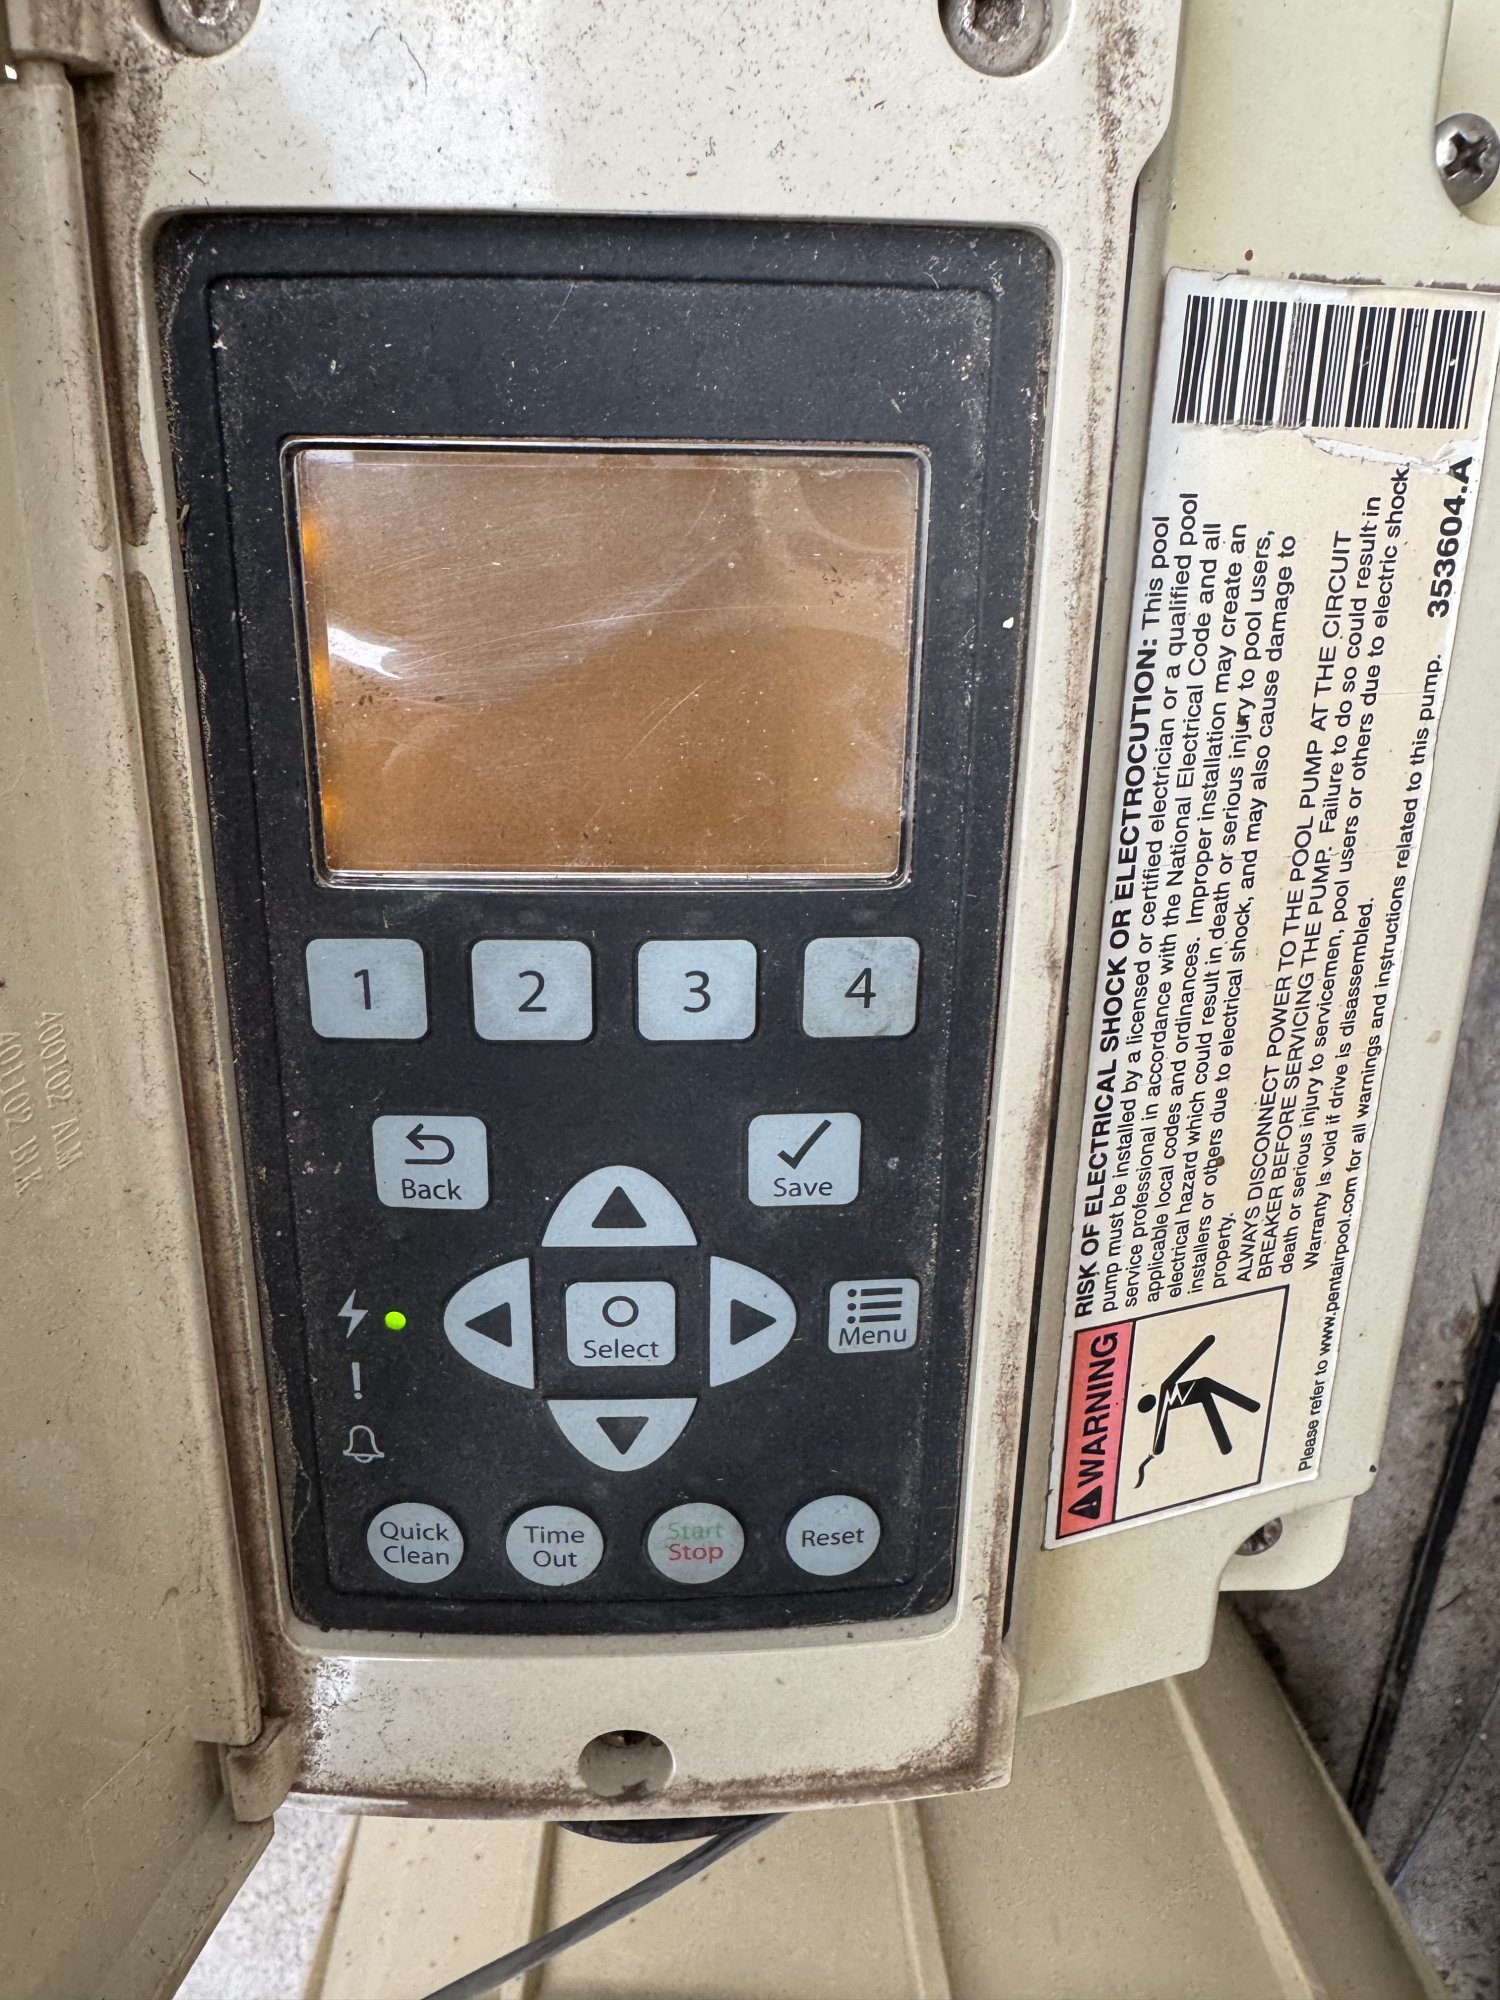 1
2
3
4
Back
Save
Select
Menu
Quick
Clean
Time
Out
Start
Stop
Reset
WARNING
RISK OF ELECTRICAL SHOCK OR ELECTROCUTION: This pool
pump must be installed by a licensed or certified electrician or a qualified pool
service professional in accordance with the National Electrical Code and all
applicable local codes and ordinances. Improper installation may create an
electrical hazard which could result in death or serious injury to pool users,
installers or others due to electrical shock, and may also cause damage to
property.
ALWAYS DISCONNECT POWER TO THE POOL PUMP AT THE CIRCUIT
BREAKER BEFORE SERVICING THE PUMP. Failure to do so could result in
death or serious injury to servicemen, pool users or others due to electric shock.
Warranty is void if drive is disassembled.
Please refer to www.pentairpool.com for all warnings and instructions related to this pump.
353604.A